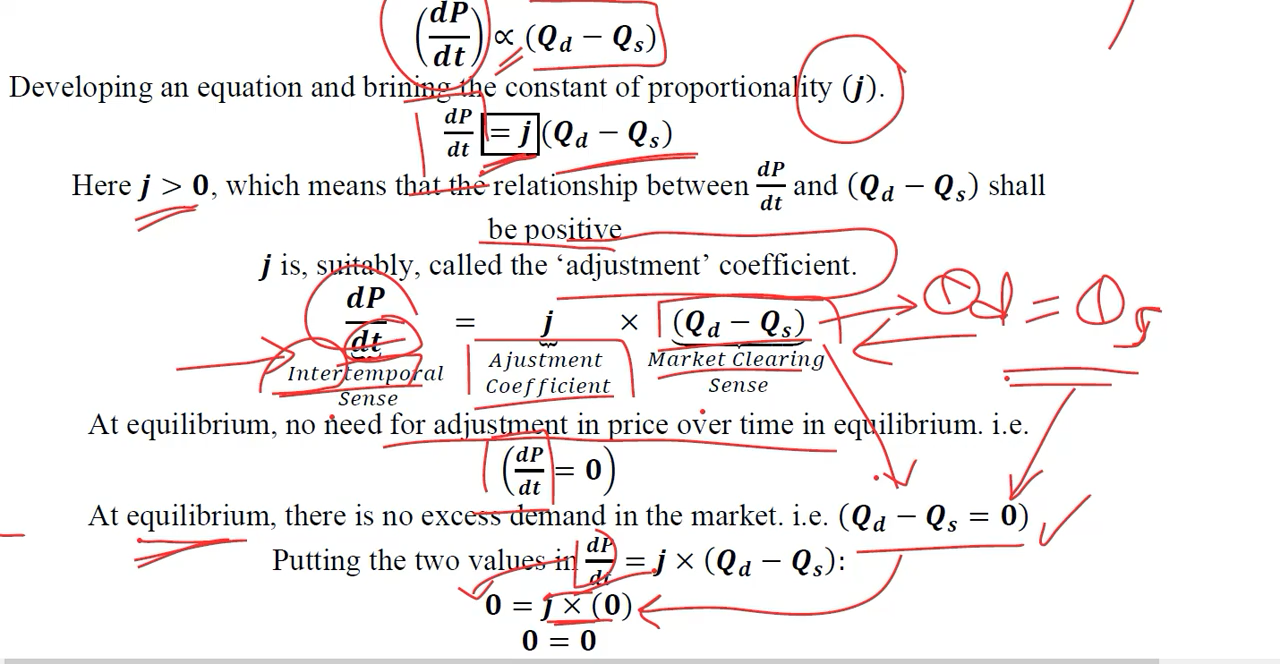 (dP/dt) ∝ (Q_d − Q_s)
Developing an equation and brining the constant of proportionality (j).
dP/dt = j (Q_d − Q_s)
Here j > 0, which means that the relationship between dP/dt and (Q_d − Q_s) shall
be positive
j is, suitably, called the ‘adjustment’ coefficient.
dP/dt = j × (Q_d − Q_s) Qd = Qs
Intertemporal Sense Ajustment Coefficient Market Clearing Sense
At equilibrium, no need for adjustment in price over time in equilibrium. i.e.
(dP/dt = 0)
At equilibrium, there is no excess demand in the market. i.e. (Q_d − Q_s = 0)
Putting the two values in dP/dt = j × (Q_d − Q_s):
0 = j × (0)
0 = 0